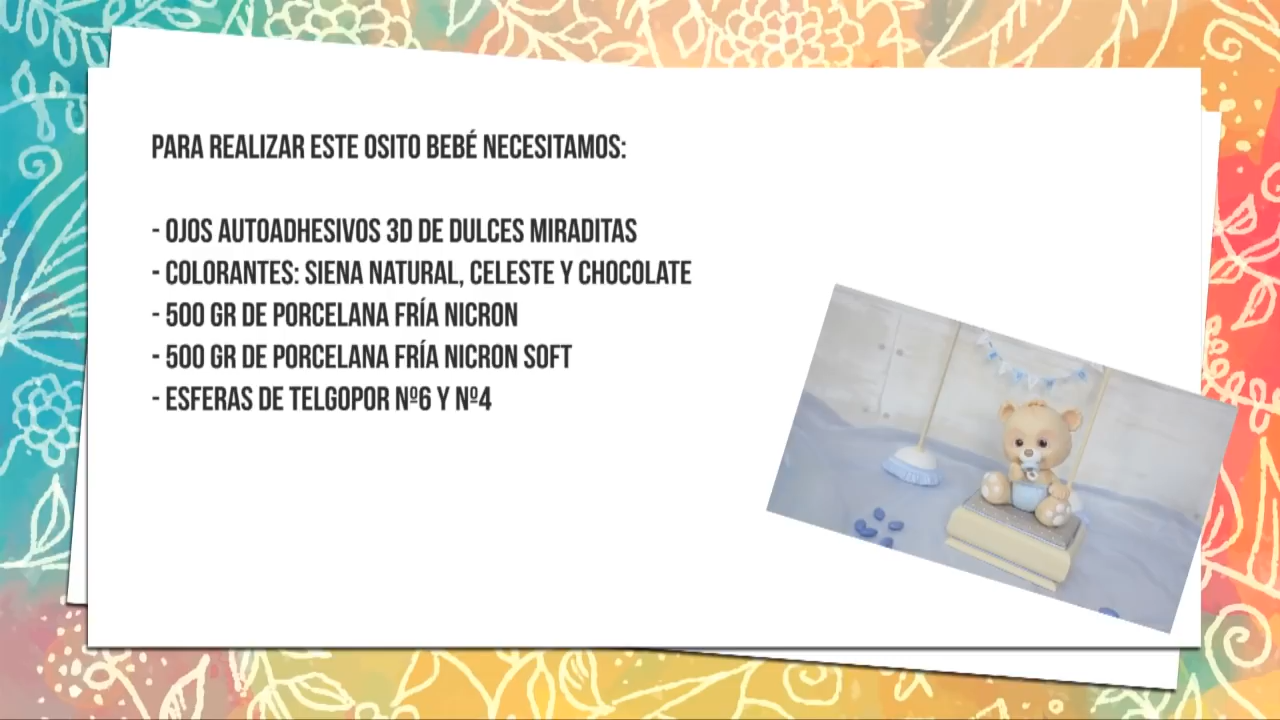 PARA REALIZAR ESTE OSITO BEBÉ NECESITAMOS:
- OJOS AUTOADHESIVOS 3D DE DULCES MIRADITAS
- COLORANTES: SIENA NATURAL, CELESTE Y CHOCOLATE
- 500 GR DE PORCELANA FRÍA NICRON
- 500 GR DE PORCELANA FRÍA NICRON SOFT
- ESFERAS DE TELGOPOR Nº6 Y Nº4